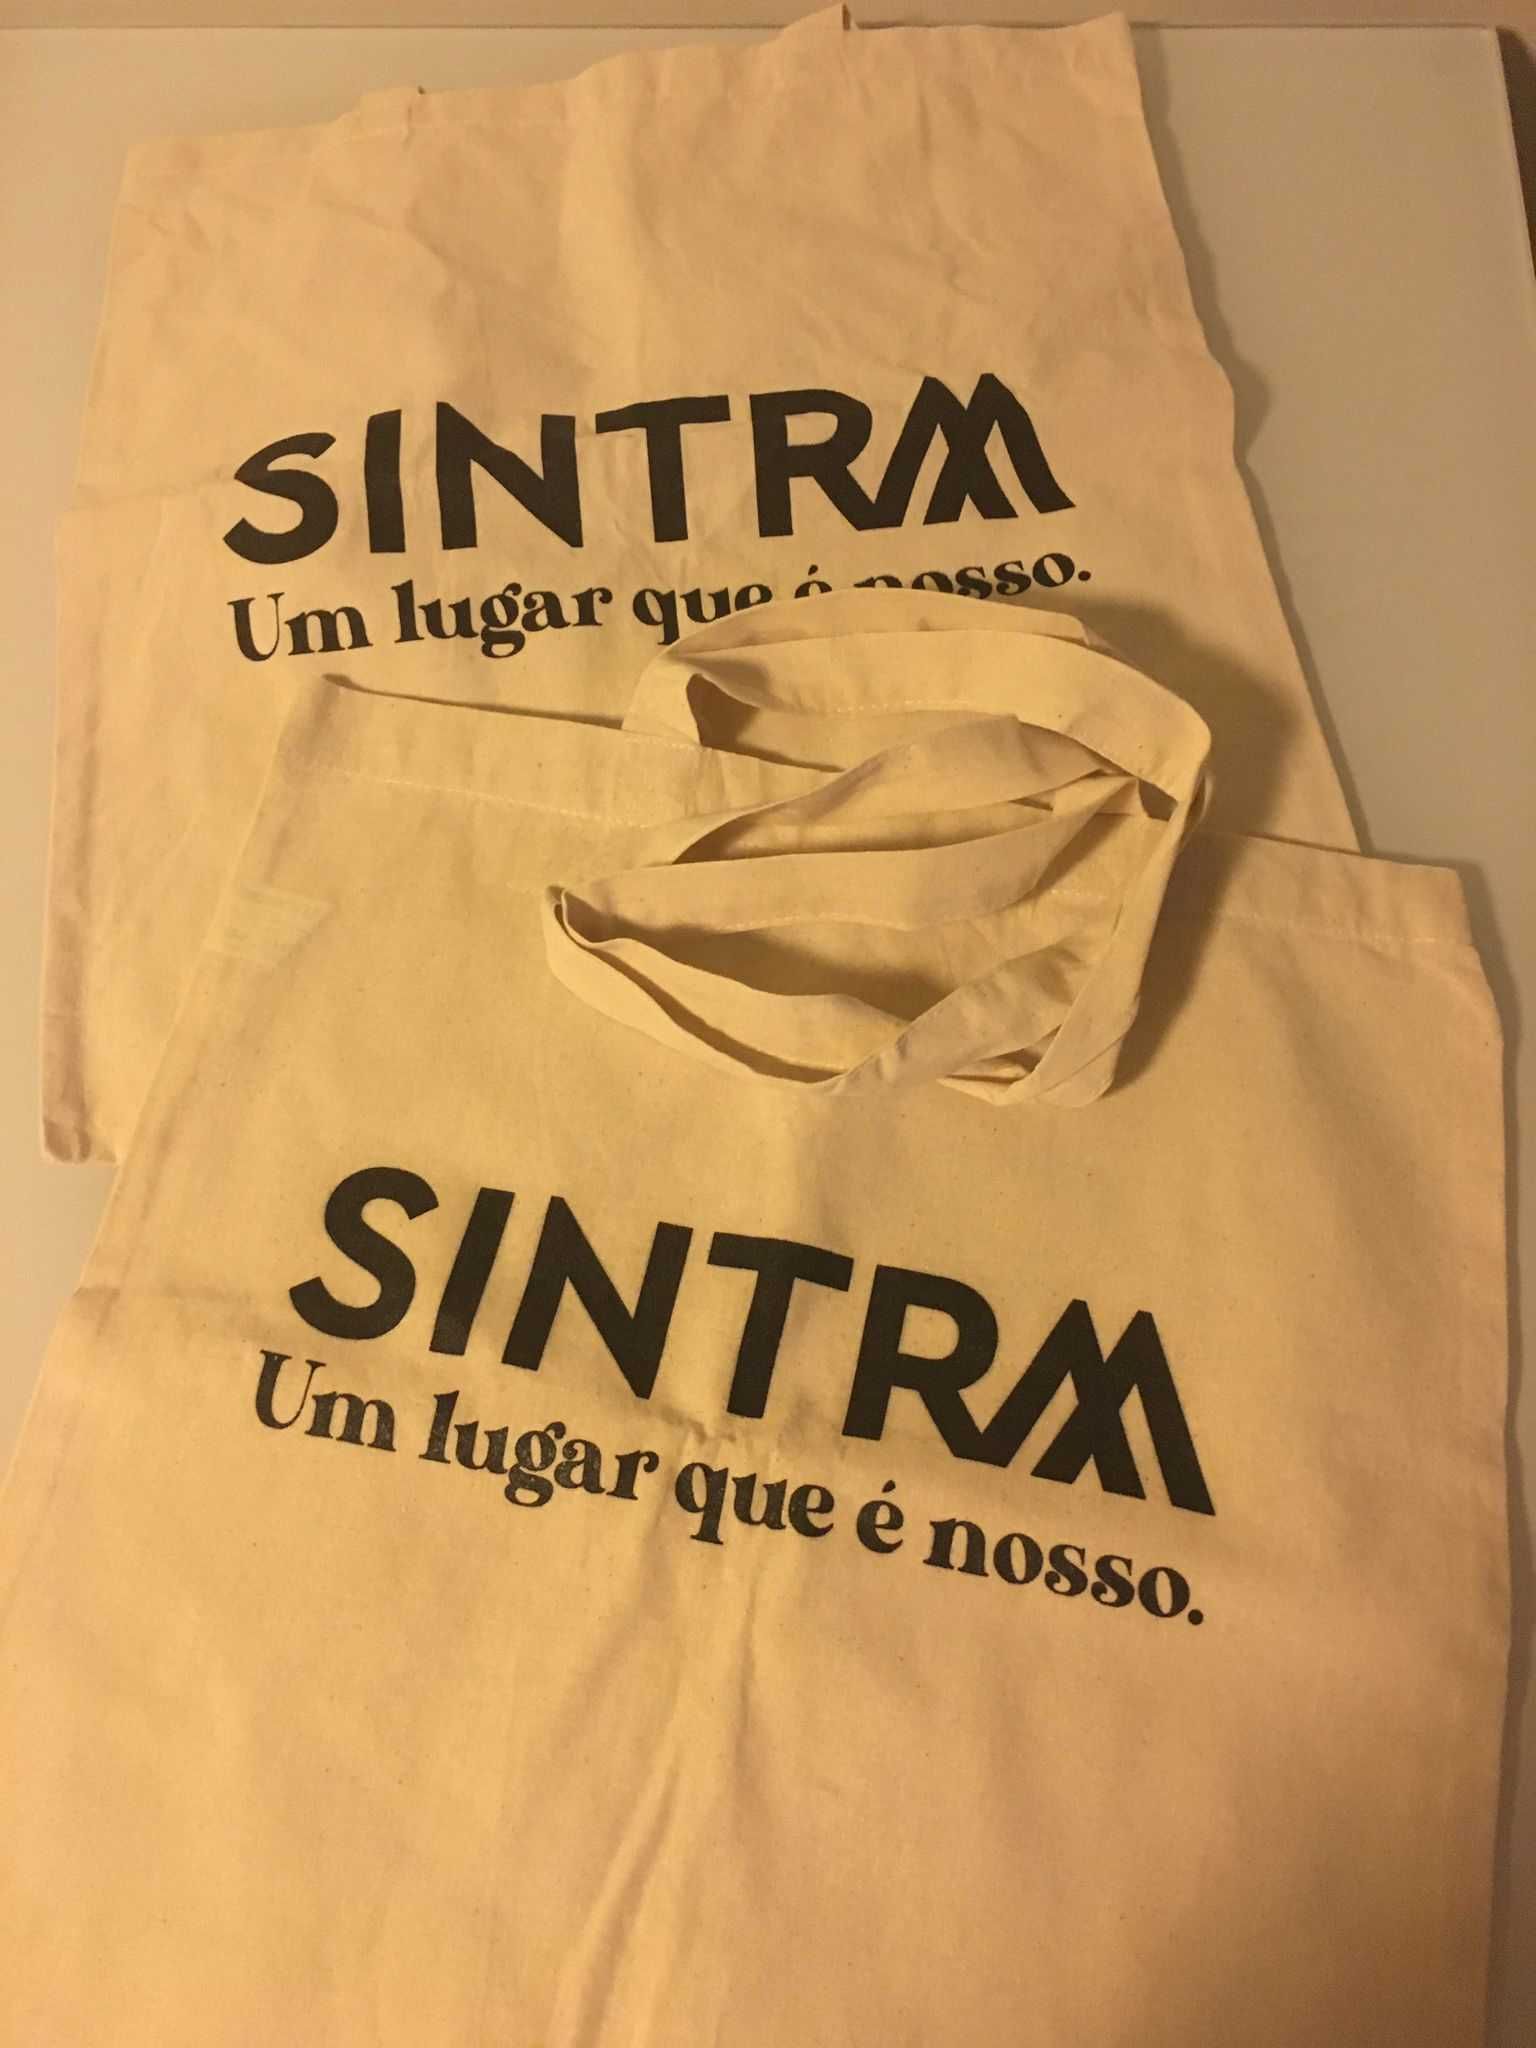 SINTRA
Um lugar que é nosso.
SINTRA
Um lugar que é nosso.